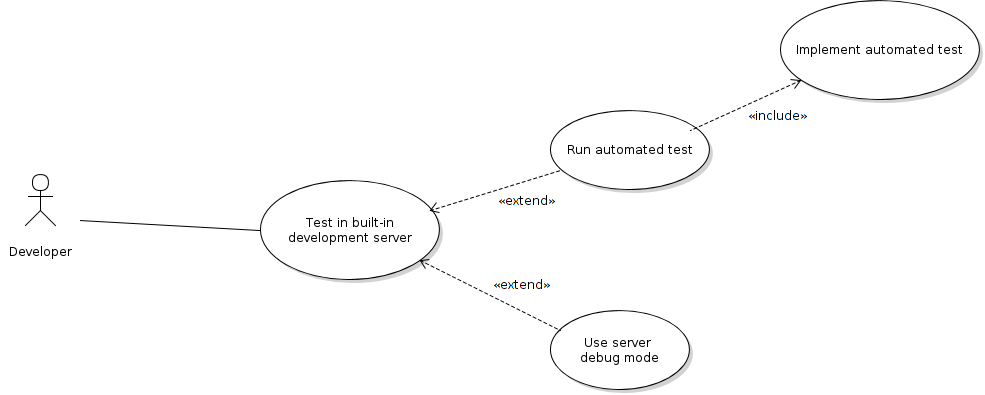 Implement automated test
«include»
Run automated test
«extend»
Test in built-in
development server
Developer
«extend»
Use server
debug mode